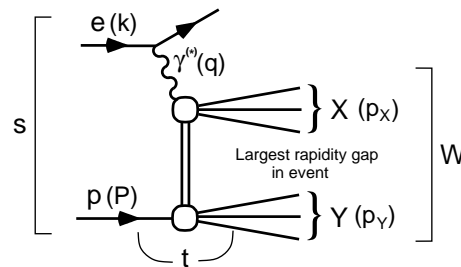 e (k)
γ(*)(q)
s
X (pX)
W
Largest rapidity gap
in event
p (P)
Y (pY)
t